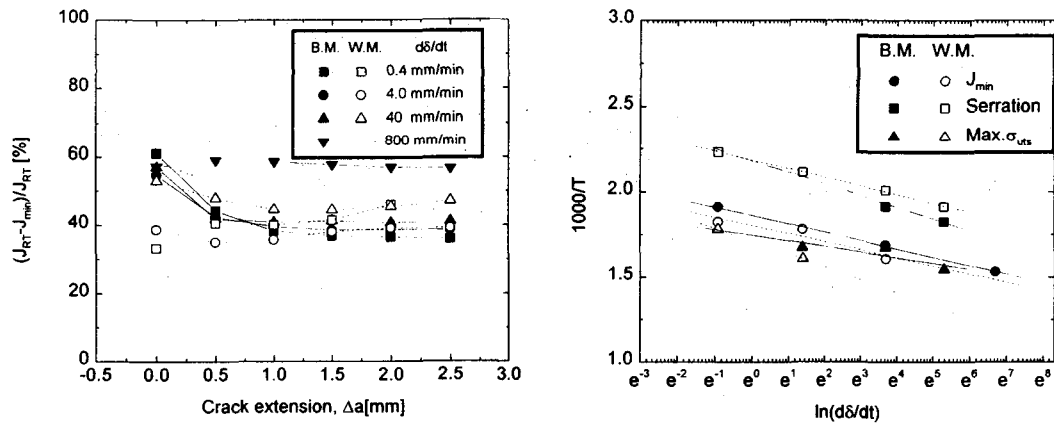 100
80
60
40
20
0
(J_RT-J_min)/J_RT [%]
B.M. W.M. dδ/dt
0.4 mm/min
4.0 mm/min
40 mm/min
800 mm/min
-0.5 0.0 0.5 1.0 1.5 2.0 2.5 3.0
Crack extension, Δa[mm]
3.0
2.5
2.0
1.5
1.0
1000/T
B.M. W.M.
J_min
Serration
Max.σ_uts
e^-3 e^-2 e^-1 e^0 e^1 e^2 e^3 e^4 e^5 e^6 e^7 e^8
ln(dδ/dt)